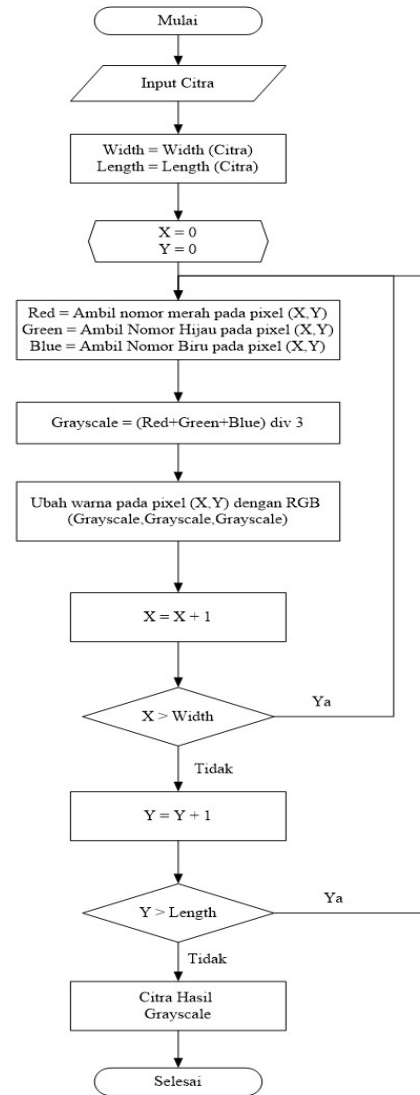 Mulai
Input Citra
Width = Width (Citra)
Length = Length (Citra)
X = 0
Y = 0
Red = Ambil nomor merah pada pixel (X,Y)
Green = Ambil Nomor Hijau pada pixel (X,Y)
Blue = Ambil Nomor Biru pada pixel (X,Y)
Grayscale = (Red+Green+Blue) div 3
Ubah warna pada pixel (X,Y) dengan RGB
(Grayscale,Grayscale,Grayscale)
X = X + 1
X > Width
Ya
Tidak
Y = Y + 1
Y > Length
Ya
Tidak
Citra Hasil
Grayscale
Selesai